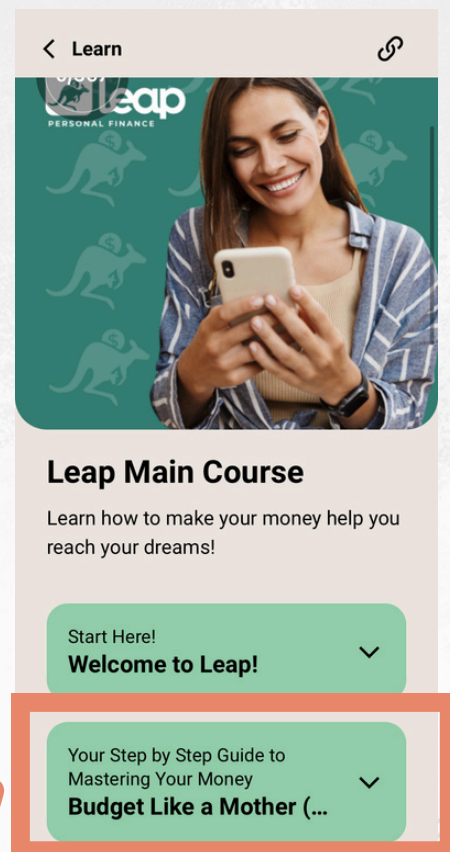 Learn
leap
PERSONAL FINANCE
Leap Main Course
Learn how to make your money help you
reach your dreams!
Start Here!
Welcome to Leap!
Your Step by Step Guide to
Mastering Your Money
Budget Like a Mother (...